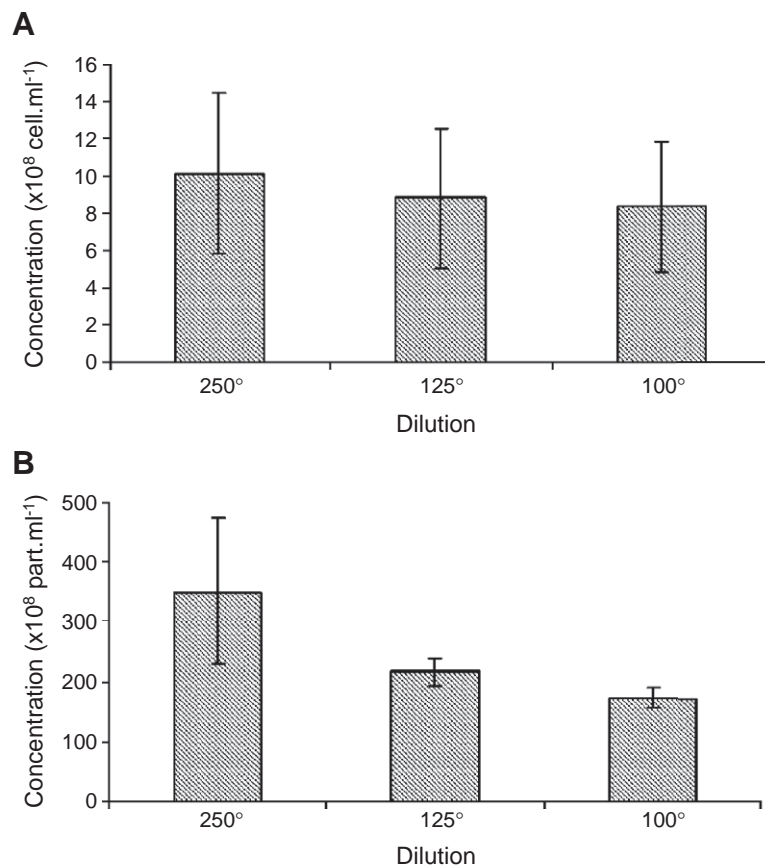 A
Concentration (x10⁸ cell.ml⁻¹)
16
14
12
10
8
6
4
2
0
250° 125° 100°
Dilution
B
Concentration (x10⁸ part.ml⁻¹)
500
400
300
200
100
0
250° 125° 100°
Dilution